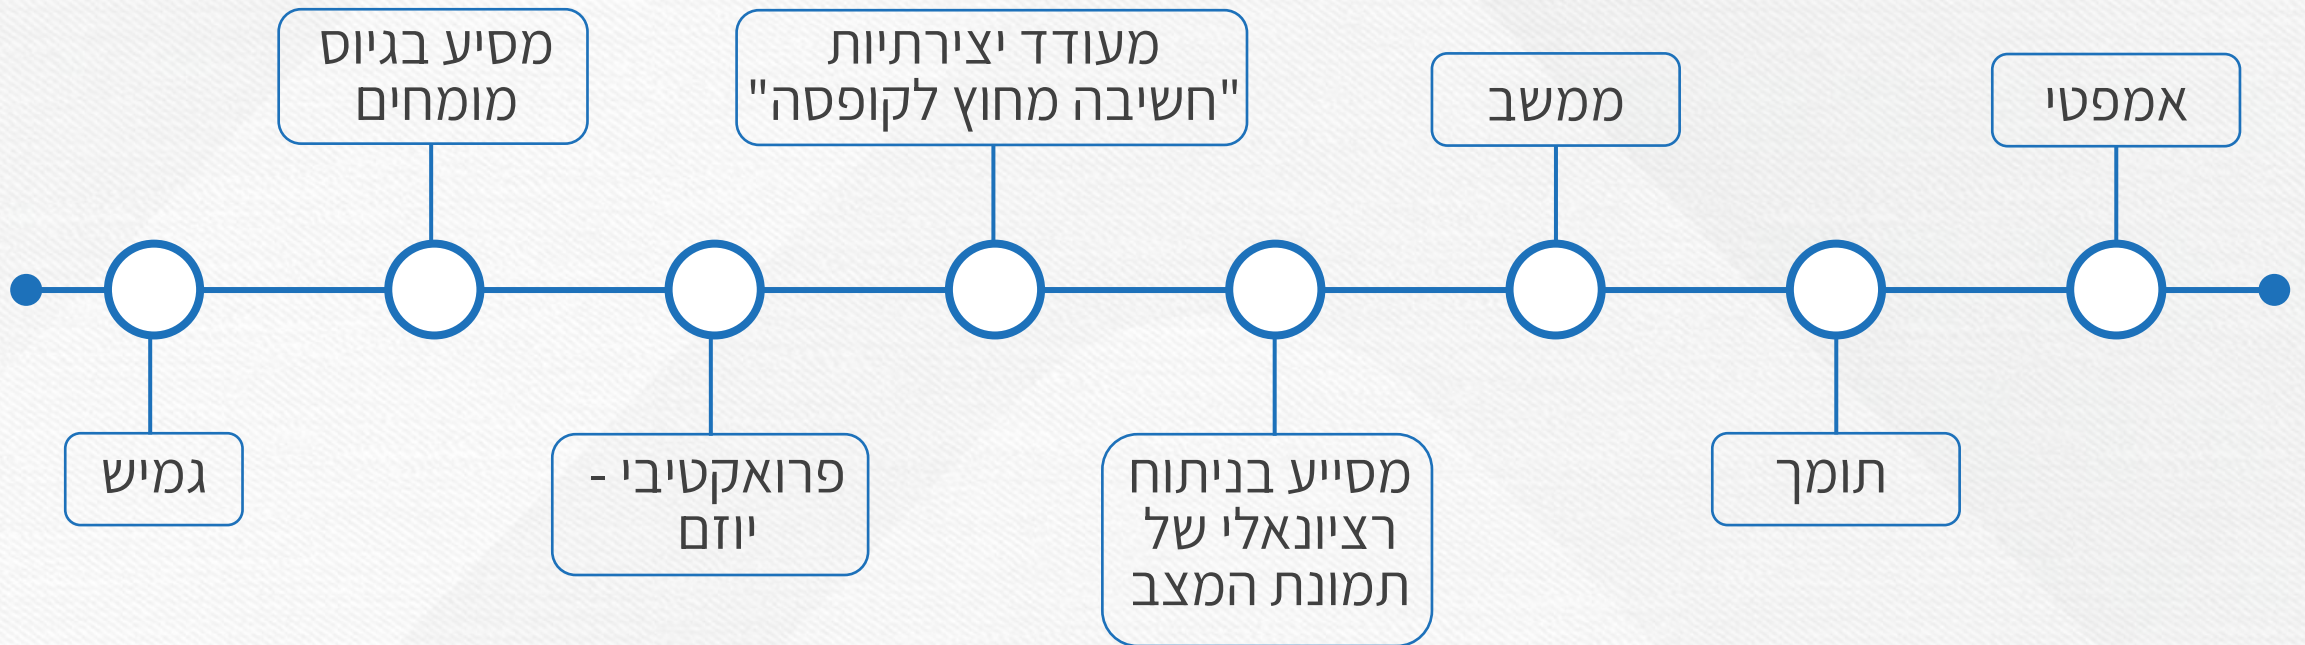 אמפטי
תומך
ממשב
מסייע בניתוח
רציונאלי של
תמונת המצב
מעודד יצירתיות
"חשיבה מחוץ לקופסה"
פרואקטיבי -
יוזם
מסיע בגיוס
מומחים
גמיש